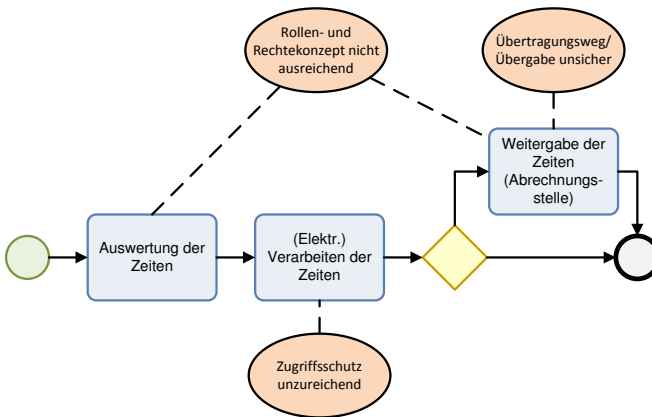 Rollen- und
Rechtekonzept nicht
ausreichend
Übertragungsweg/
Übergabe unsicher
Weitergabe der
Zeiten
(Abrechnungs-
stelle)
Auswertung der
Zeiten
(Elektr.)
Verarbeiten der
Zeiten
Zugriffsschutz
unzureichend